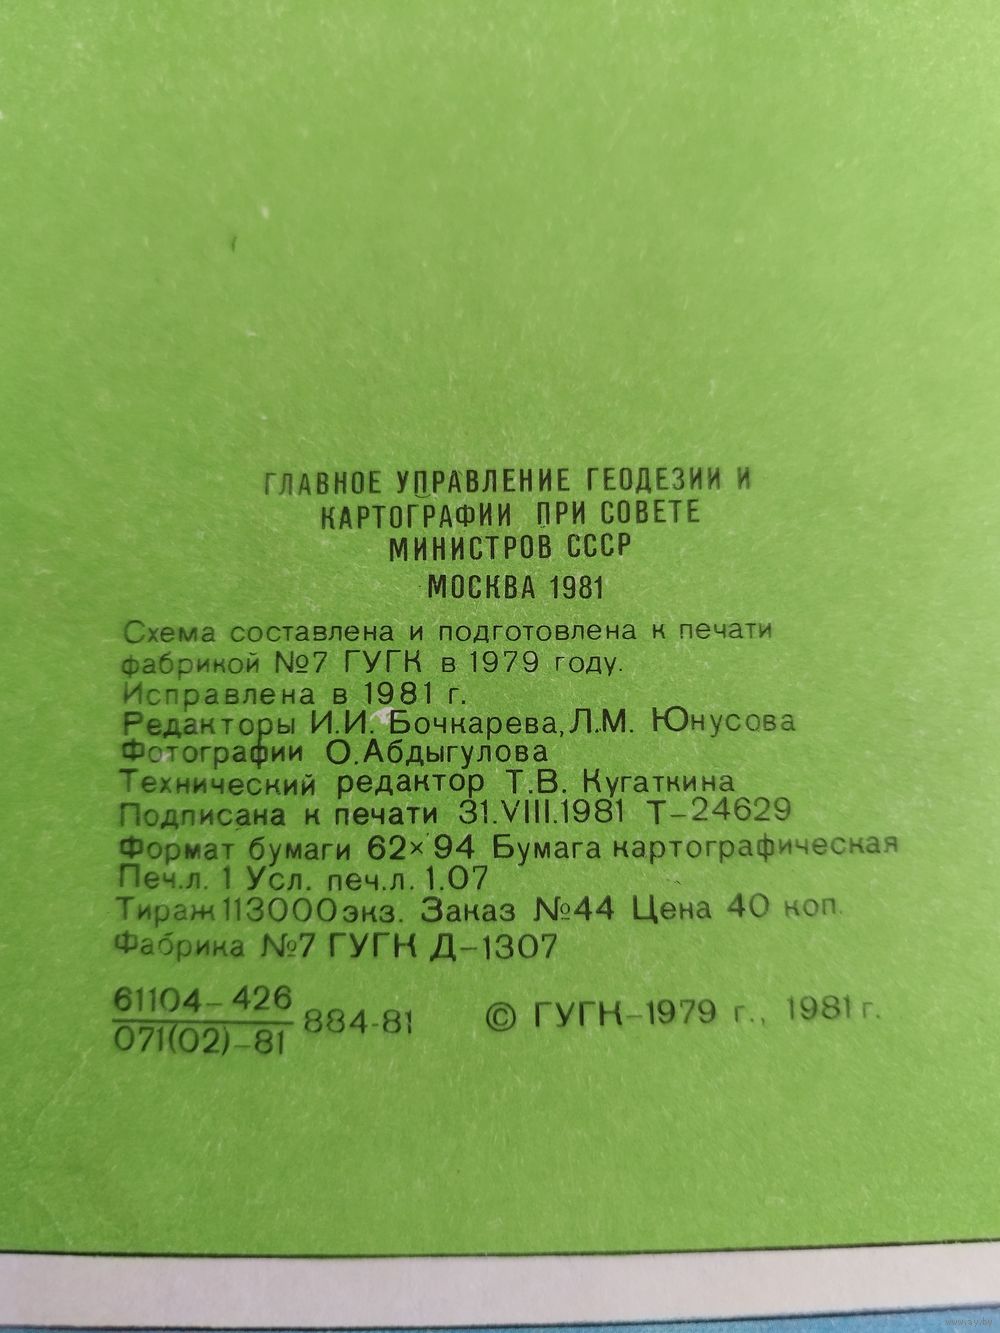 ГЛАВНОЕ УПРАВЛЕНИЕ ГЕОДЕЗИИ И
КАРТОГРАФИИ ПРИ СОВЕТЕ
МИНИСТРОВ СССР
МОСКВА 1981
Схема составлена и подготовлена к печати
фабрикой №7 ГУГК в 1979 году.
Исправлена в 1981 г.
Редакторы И.И. Бочкарева, Л.М. Юнусова
Фотографии О.Абдыгулова
Технический редактор Т.В. Кугаткина
Подписана к печати 31.VIII.1981 Т-24629
Формат бумаги 62×94 Бумага картографическая
Печ.л. 1 Усл. печ.л. 1.07
Тираж 113000 экз. Заказ №44 Цена 40 коп.
Фабрика №7 ГУГК Д-1307
61104-426
071(02)-81 884-81 © ГУГК-1979 г., 1981 г.
www.ay.by